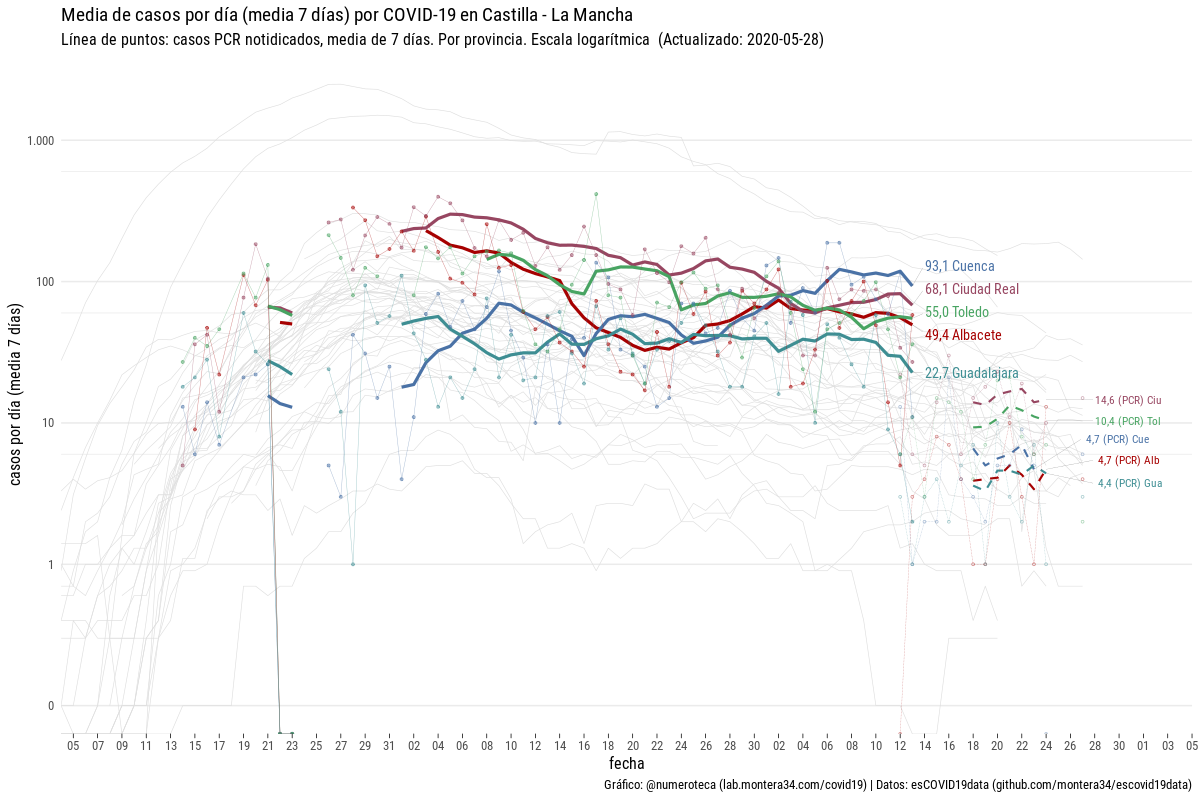 Media de casos por día (media 7 días) por COVID-19 en Castilla - La Mancha
Línea de puntos: casos PCR notidicados, media de 7 días. Por provincia. Escala logarítmica (Actualizado: 2020-05-28)
casos por día (media 7 días)
1.000
100
10
1
0
93,1 Cuenca
68,1 Ciudad Real
55,0 Toledo
49,4 Albacete
22,7 Guadalajara
14,6 (PCR) Ciu
10,4 (PCR) Tol
4,7 (PCR) Cue
4,7 (PCR) Alb
4,4 (PCR) Gua
05 07 09 11 13 15 17 19 21 23 25 27 29 31 02 04 06 08 10 12 14 16 18 20 22 24 26 28 30 02 04 06 08 10 12 14 16 18 20 22 24 26 28 30 01 03 05
fecha
Gráfico: @numeroteca (lab.montera34.com/covid19) | Datos: esCOVID19data (github.com/montera34/escovid19data)